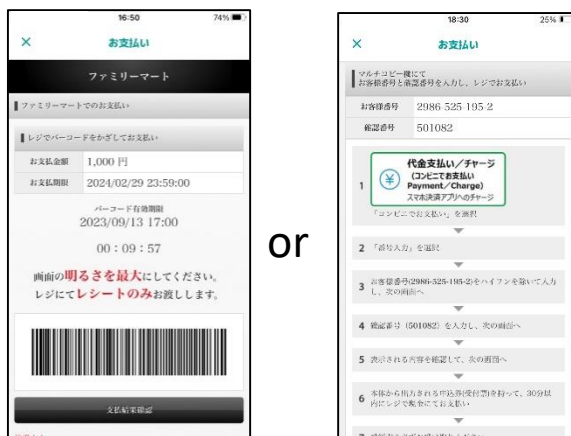 16:50
74%
×
お支払い
ファミリーマート
ファミリーマートでのお支払い
レジでバーコードをかざしてお支払い
お支払金額 1,000 円
お支払期限 2024/02/29 23:59:00
バーコード有効期限
2023/09/13 17:00
00:09:57
画面の明るさを最大にしてください。
レジにてレシートのみお渡しします。
支払結果確認
or
18:30
25%
×
お支払い
マルチコピー機にて
お客様番号と確認番号を入力し、レジでお支払い
お客様番号 2986-525-195-2
確認番号 501082
1
代金支払い/チャージ
(コンビニでお支払い
Payment/Charge)
スマホ決済アプリへのチャージ
「コンビニでお支払い」を選択
2 「番号入力」を選択
3 お客様番号(2986-525-195-2)をハイフンを除いて入力
し、次の画面へ
4 確認番号（501082）を入力し、次の画面へ
5 表示される内容を確認して、次の画面へ
6 本体から出力される申込券(受付票)を持って、30分以
内にレジで現金にてお支払い